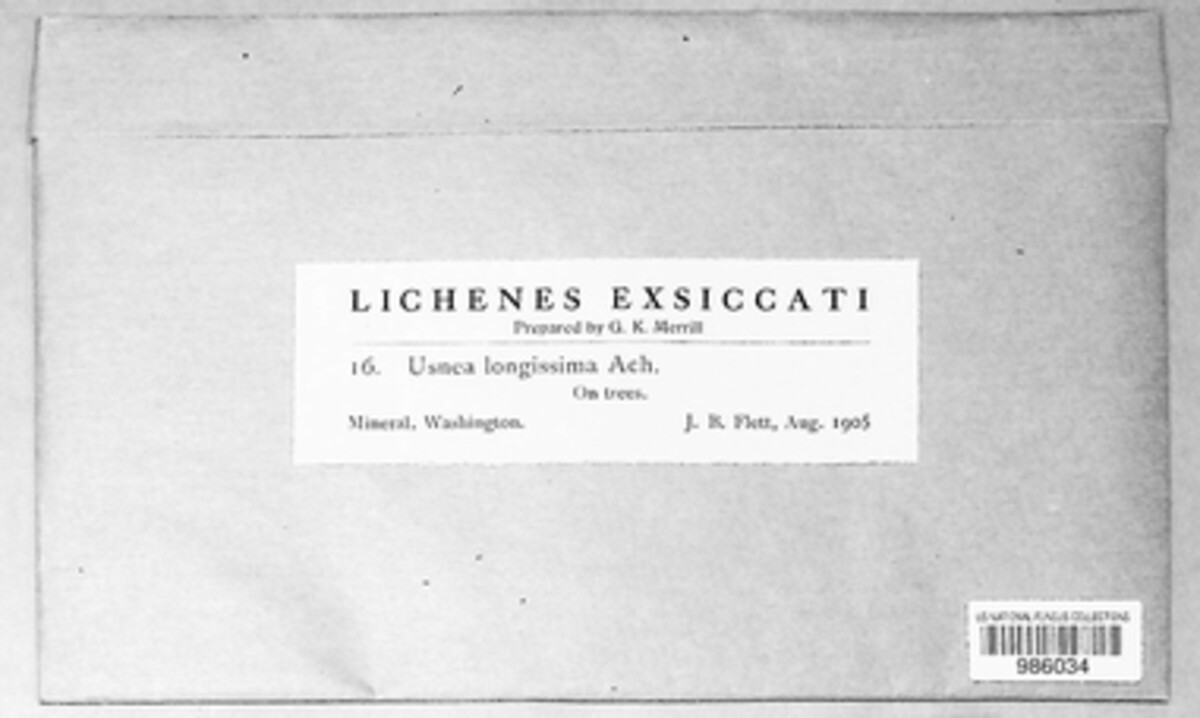 LICHENES EXSICCATI
Prepared by G. K. Merrill
16. Usnea longissima Ach.
On trees.
Mineral, Washington. J. B. Flett, Aug. 1905
US NATIONAL FUNGUS COLLECTIONS
986034